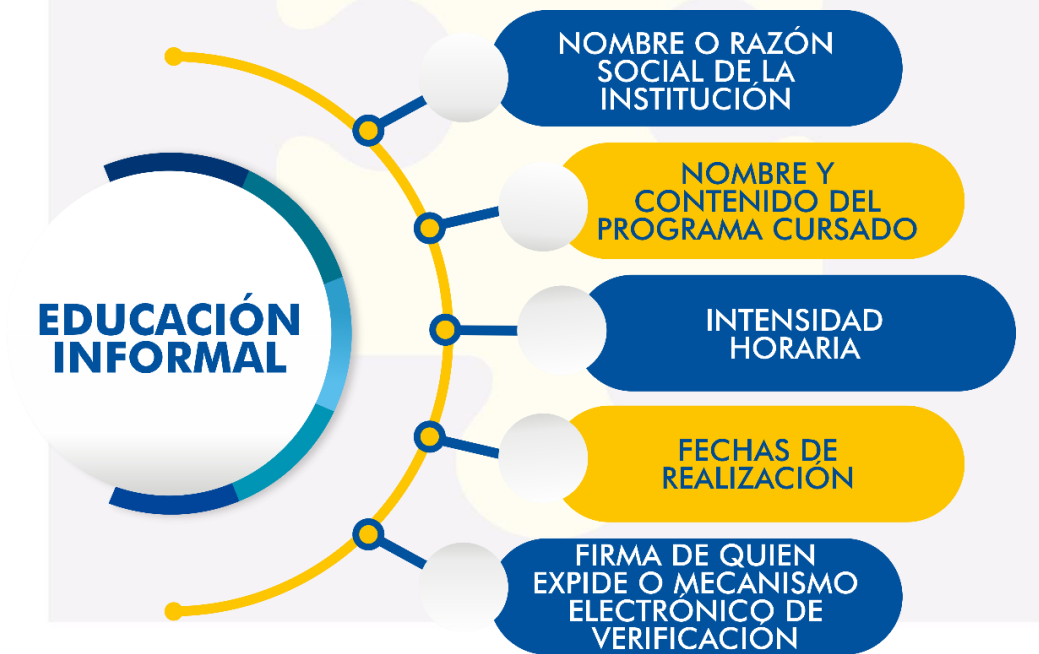 EDUCACIÓN
INFORMAL
NOMBRE O RAZÓN
SOCIAL DE LA
INSTITUCIÓN
NOMBRE Y
CONTENIDO DEL
PROGRAMA CURSADO
INTENSIDAD
HORARIA
FECHAS DE
REALIZACIÓN
FIRMA DE QUIEN
EXPIDE O MECANISMO
ELECTRÓNICO DE
VERIFICACIÓN